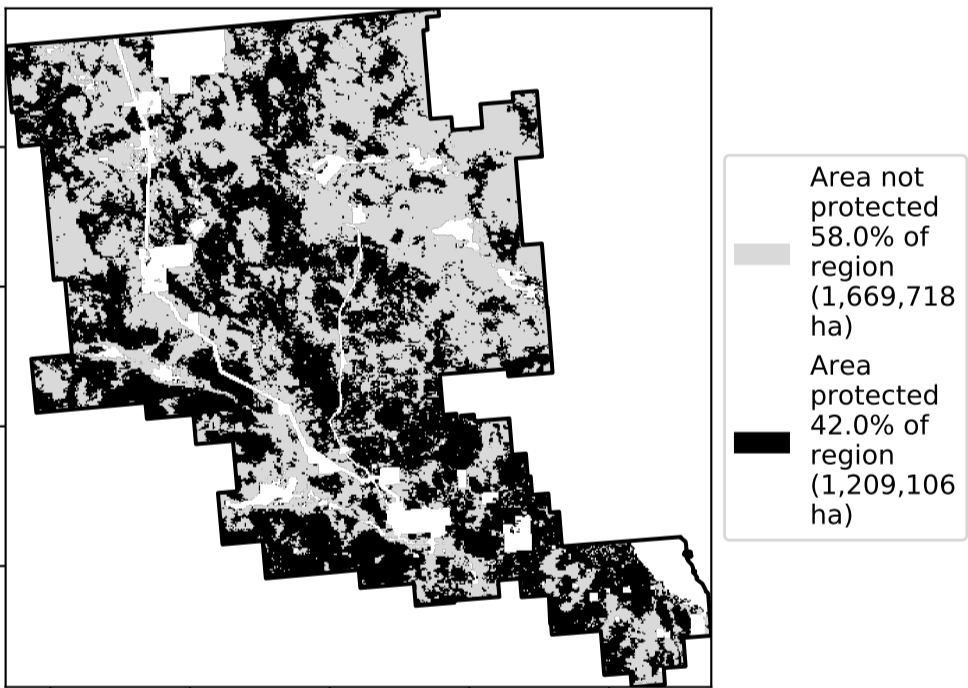 Area not
protected
58.0% of
region
(1,669,718
ha)
Area
protected
42.0% of
region
(1,209,106
ha)